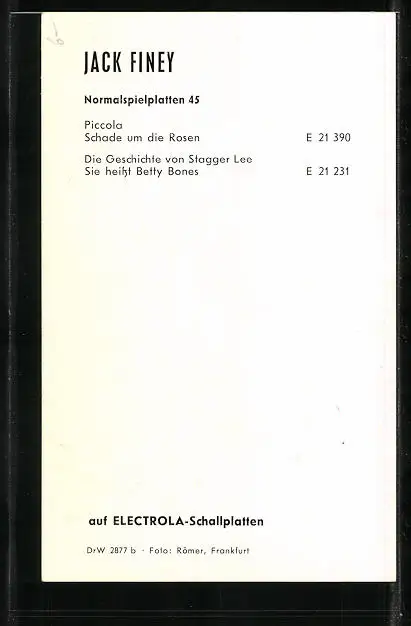 JACK FINEY
Normalspielplatten 45
Piccola
Schade um die Rosen E 21 390
Die Geschichte von Stagger Lee
Sie heißt Betty Bones E 21 231
auf ELECTROLA-Schallplatten
DrW 2877 b · Foto: Römer, Frankfurt